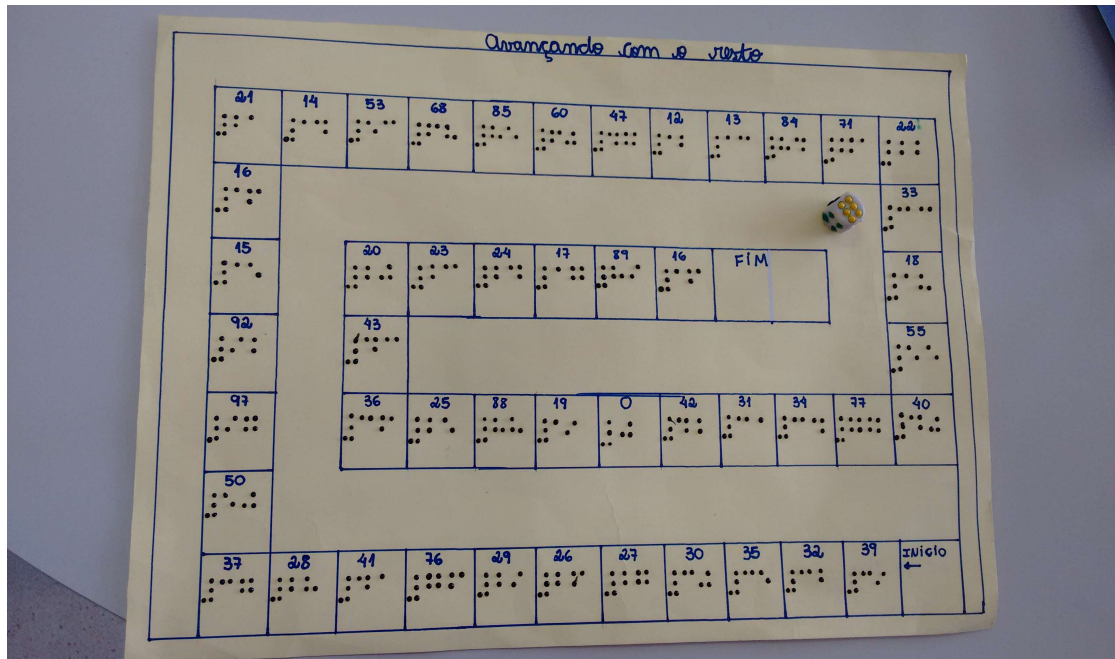 Avançando com o resto
21 14 53 68 85 60 47 12 13 84 71 22
16 33
20 23 24 17 89 16 FIM
15 18
92 43 55
97 36 25 88 19 0 42 31 34 77 40
50
37 28 41 76 29 26 27 30 35 32 39 INICIO
←